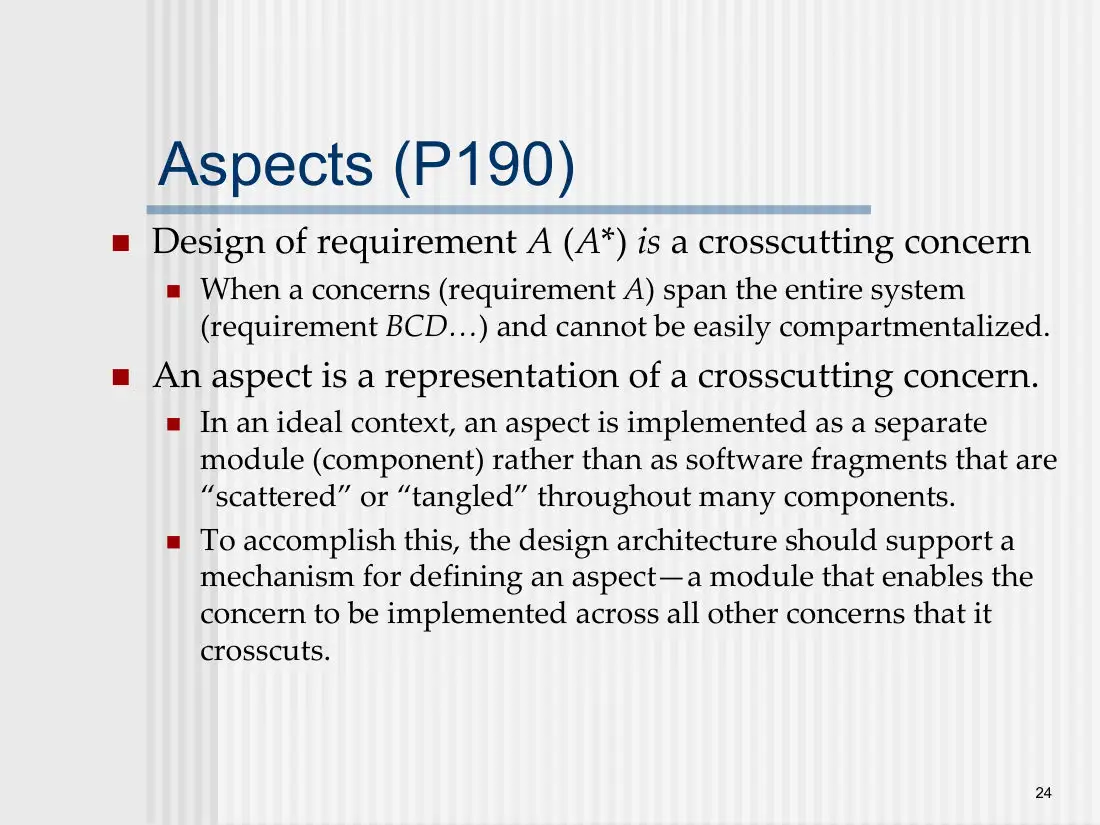 Aspects (P190)
Design of requirement A (A*) is a crosscutting concern
When a concerns (requirement A) span the entire system
(requirement BCD…) and cannot be easily compartmentalized.
An aspect is a representation of a crosscutting concern.
In an ideal context, an aspect is implemented as a separate
module (component) rather than as software fragments that are
“scattered” or “tangled” throughout many components.
To accomplish this, the design architecture should support a
mechanism for defining an aspect—a module that enables the
concern to be implemented across all other concerns that it
crosscuts.
24